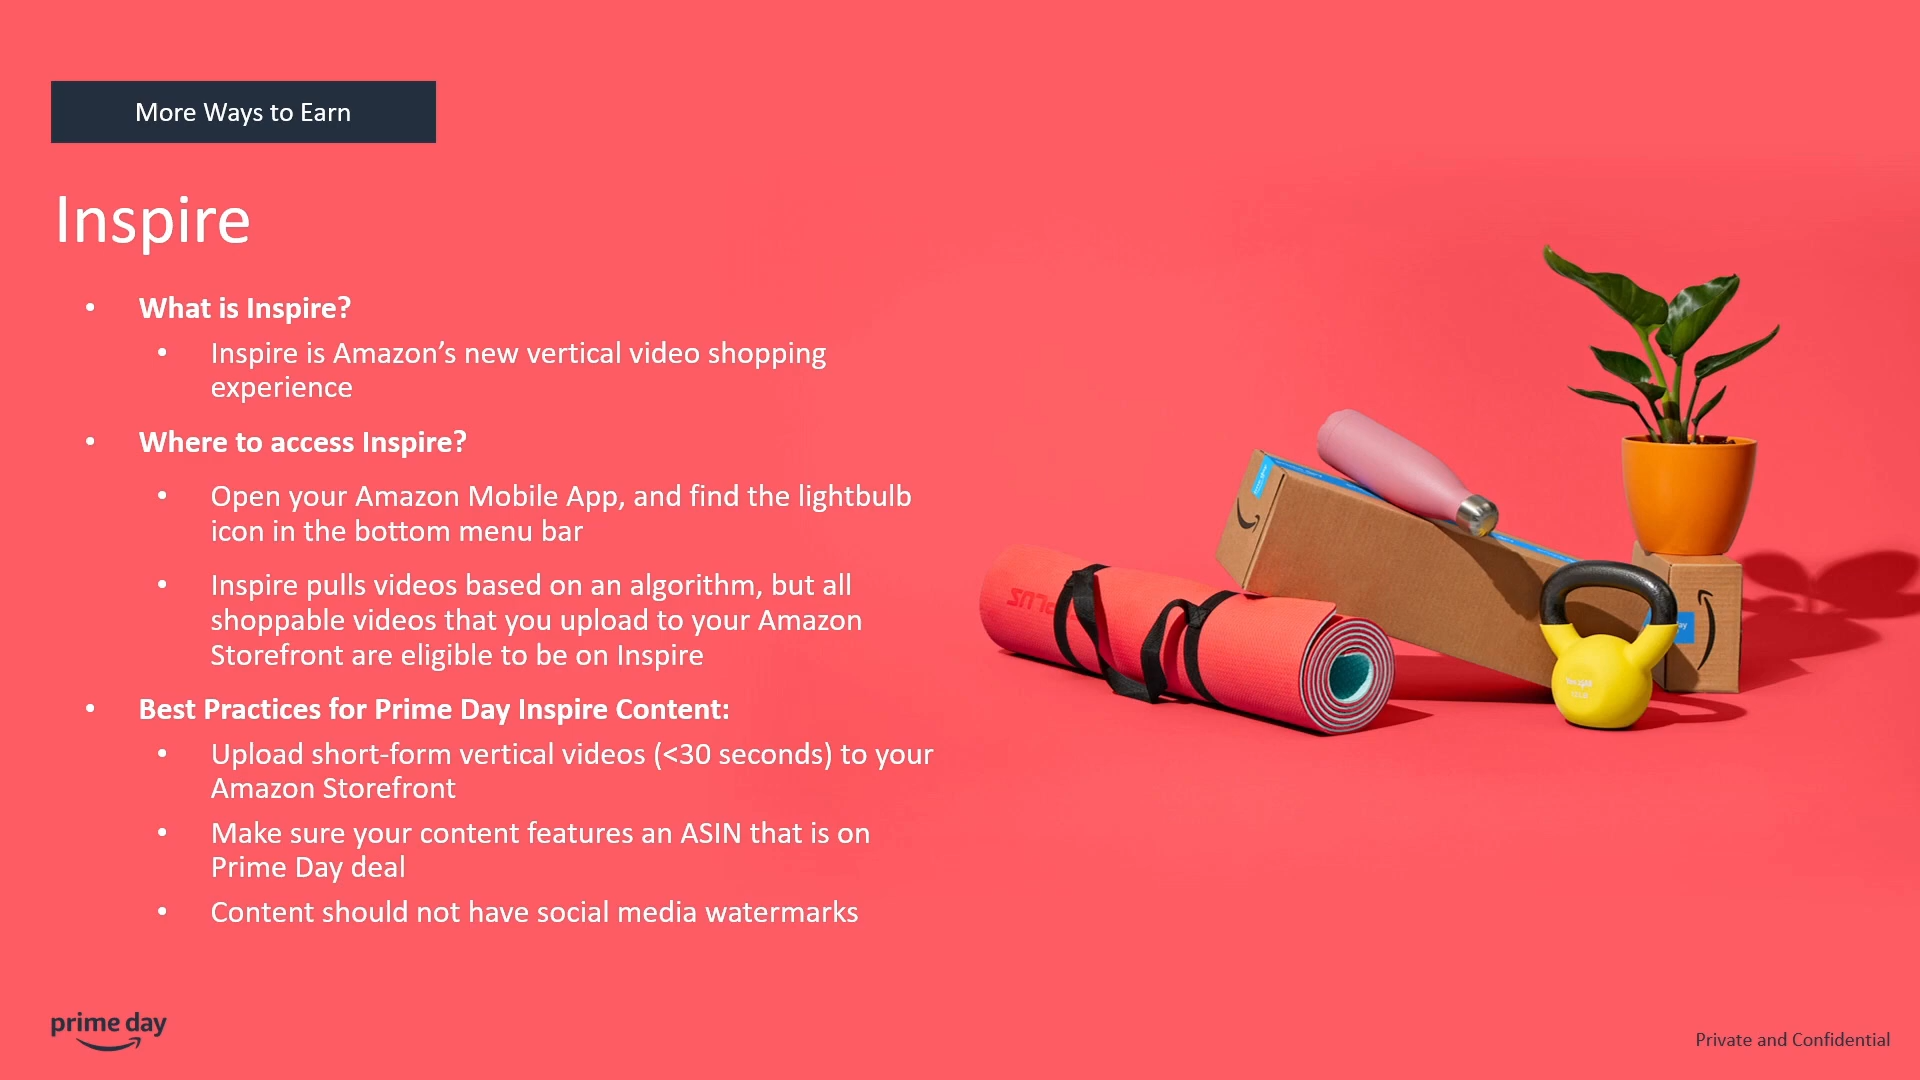 More Ways to Earn
Inspire
• What is Inspire?
• Inspire is Amazon’s new vertical video shopping
experience
• Where to access Inspire?
• Open your Amazon Mobile App, and find the lightbulb
icon in the bottom menu bar
• Inspire pulls videos based on an algorithm, but all
shoppable videos that you upload to your Amazon
Storefront are eligible to be on Inspire
• Best Practices for Prime Day Inspire Content:
• Upload short-form vertical videos (<30 seconds) to your
Amazon Storefront
• Make sure your content features an ASIN that is on
Prime Day deal
• Content should not have social media watermarks
PLUS
prime day
Private and Confidential